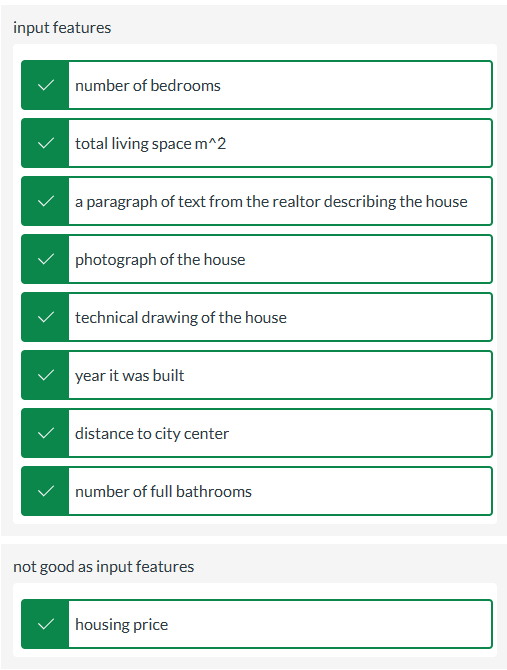 input features
number of bedrooms
total living space m^2
a paragraph of text from the realtor describing the house
photograph of the house
technical drawing of the house
year it was built
distance to city center
number of full bathrooms
not good as input features
housing price